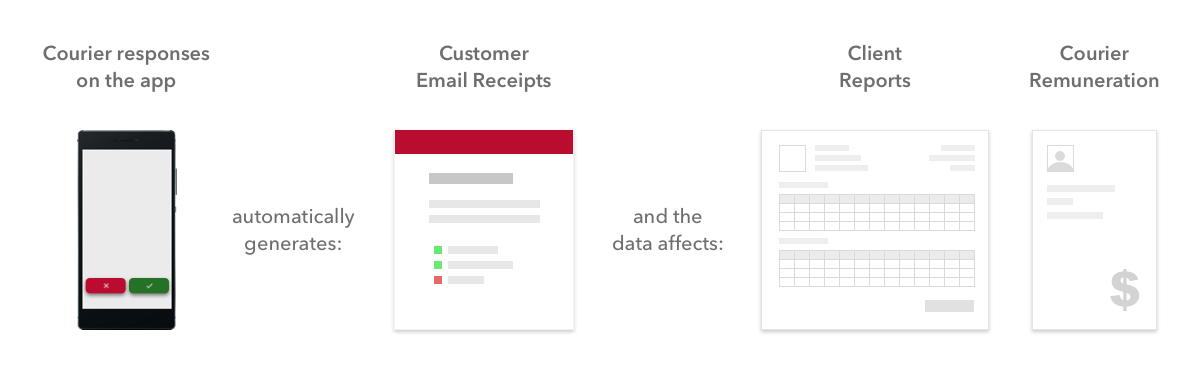 Courier responses
on the app
automatically
generates:
Customer
Email Receipts
and the
data affects:
Client
Reports
Courier
Remuneration
$